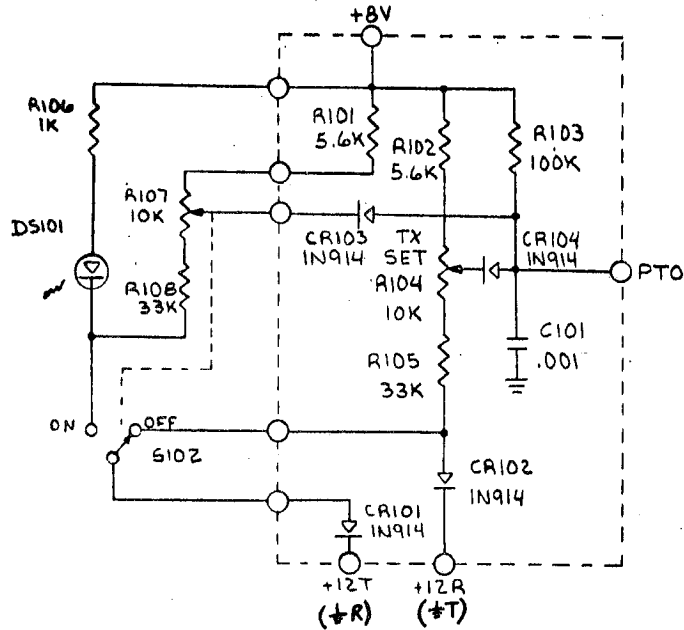 +8V
R106
1K
R101
5.6K
R102
5.6K
R103
100K
R107
10K
DS101
CR103
1N914
TX
SET
R104
10K
CR104
1N914
PTO
R108
33K
C101
.001
R105
33K
ON
OFF
S102
CR102
1N914
CR101
1N914
+12T
+12R
(⏚R)
(⏚T)